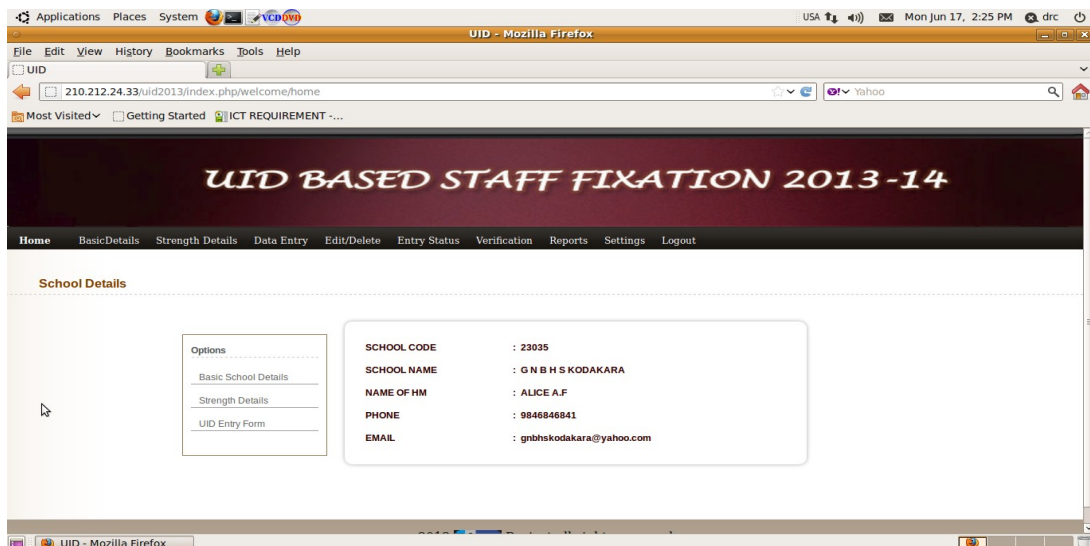 Applications Places System VCD DVD USA Mon Jun 17, 2:25 PM drc
UID - Mozilla Firefox
File Edit View History Bookmarks Tools Help
UID
210.212.24.33/uid2013/index.php/welcome/home Yahoo
Most Visited Getting Started ICT REQUIREMENT -...
UID BASED STAFF FIXATION 2013-14
Home BasicDetails Strength Details Data Entry Edit/Delete Entry Status Verification Reports Settings Logout
School Details
Options
Basic School Details
Strength Details
UID Entry Form
SCHOOL CODE : 23035
SCHOOL NAME : G N B H S KODAKARA
NAME OF HM : ALICE A.F
PHONE : 9846846841
EMAIL : gnbhskodakara@yahoo.com
UID - Mozilla Firefox